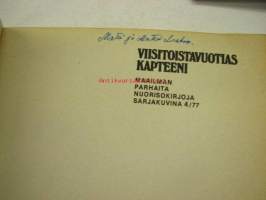 VIISITOISTAVUOTIAS
KAPTEENI
MAAILMAN
PARHAITA
NUORISOKIRJOJA
SARJAKUVINA 4/77